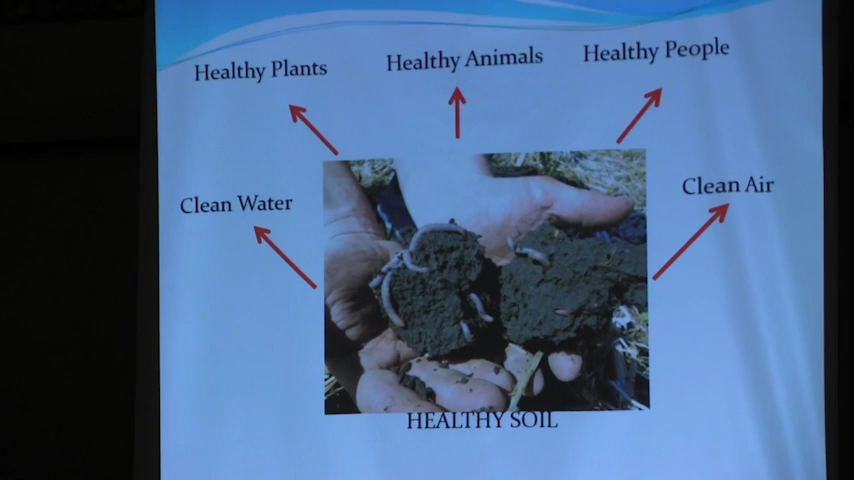 Healthy Plants
Healthy Animals
Healthy People
Clean Water
Clean Air
HEALTHY SOIL